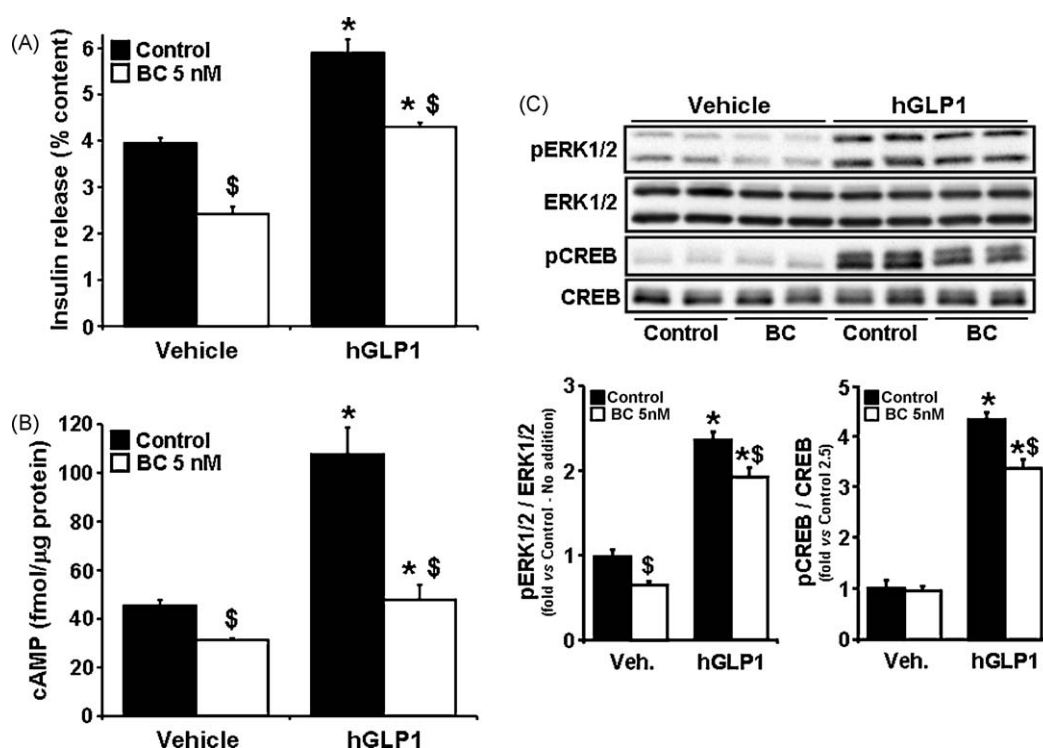 (A)
Insulin release (% content)
6
5
4
3
2
1
0
Control
BC 5 nM
*
* $
$
Vehicle hGLP1
(B)
cAMP (fmol/µg protein)
120
100
80
60
40
20
0
Control
BC 5 nM
*
* $
$
Vehicle hGLP1
(C)
Vehicle hGLP1
pERK1/2
ERK1/2
pCREB
CREB
Control BC Control BC
pERK1/2 / ERK1/2
(fold vs Control - No addition)
3
2
1
0
Control
BC 5nM
*
*$
$
Veh. hGLP1
pCREB / CREB
(fold vs Control 2.5)
5
4
3
2
1
0
Control
BC 5nM
*
*$
Veh. hGLP1